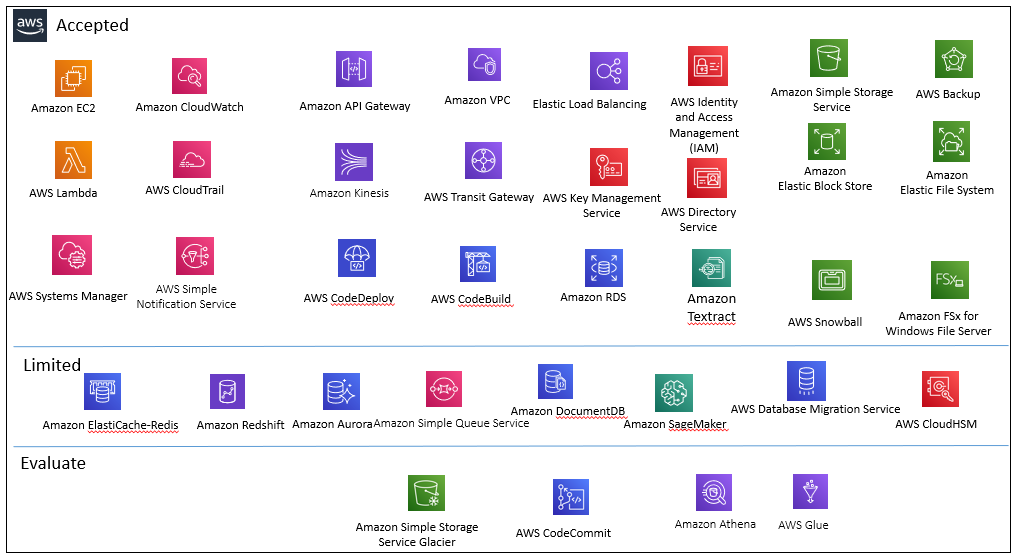 aws
Accepted
Amazon EC2
Amazon CloudWatch
Amazon API Gateway
Amazon VPC
Elastic Load Balancing
AWS Identity
and Access
Management
(IAM)
Amazon Simple Storage
Service
AWS Backup
AWS Lambda
AWS CloudTrail
Amazon Kinesis
AWS Transit Gateway
AWS Key Management
Service
AWS Directory
Service
Amazon
Elastic Block Store
Amazon
Elastic File System
AWS Systems Manager
AWS Simple
Notification Service
AWS CodeDeploy
AWS CodeBuild
Amazon RDS
Amazon
Textract
AWS Snowball
FSx
Amazon FSx for
Windows File Server
Limited
Amazon ElastiCache-Redis
Amazon Redshift
Amazon Aurora
Amazon Simple Queue Service
Amazon DocumentDB
Amazon SageMaker
AWS Database Migration Service
AWS CloudHSM
Evaluate
Amazon Simple Storage
Service Glacier
AWS CodeCommit
Amazon Athena
AWS Glue